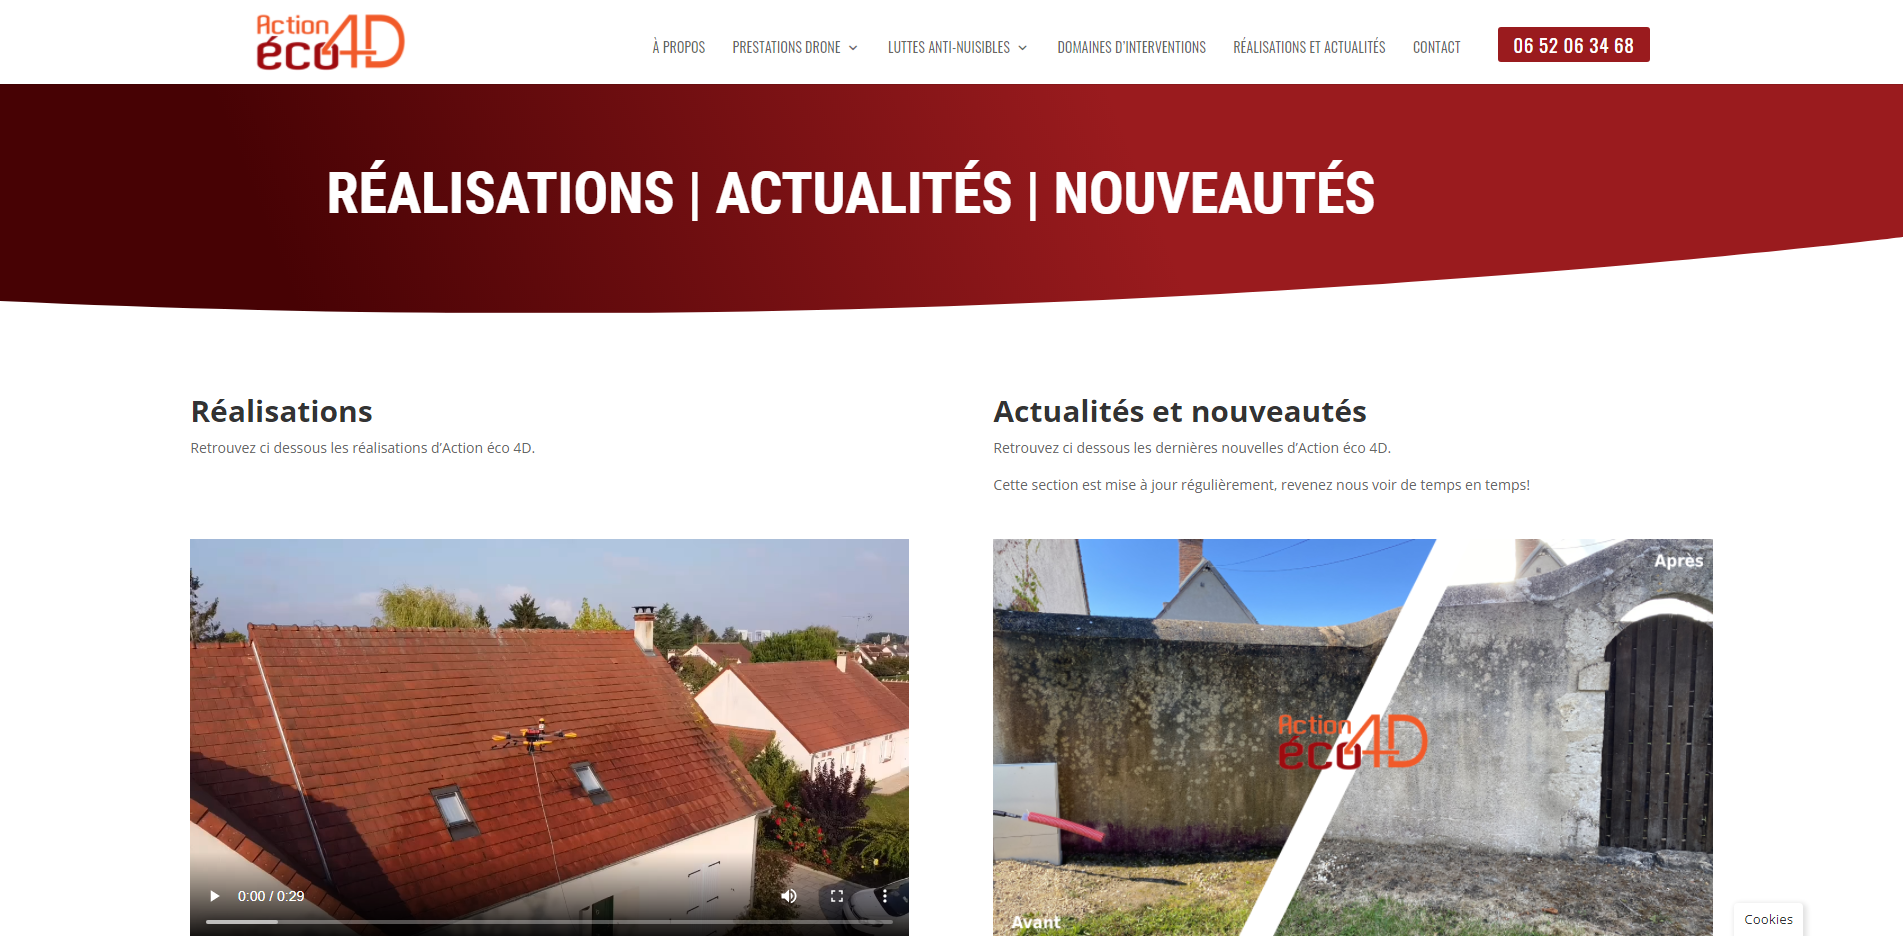 Action
éco4D
À PROPOS
PRESTATIONS DRONE
LUTTES ANTI-NUISIBLES
DOMAINES D'INTERVENTIONS
RÉALISATIONS ET ACTUALITÉS
CONTACT
06 52 06 34 68
RÉALISATIONS | ACTUALITÉS | NOUVEAUTÉS
Réalisations
Retrouvez ci dessous les réalisations d'Action éco 4D.
Actualités et nouveautés
Retrouvez ci dessous les dernières nouvelles d'Action éco 4D.
Cette section est mise à jour régulièrement, revenez nous voir de temps en temps!
0:00 / 0:29
Après
Action
éco4D
Avant
Cookies